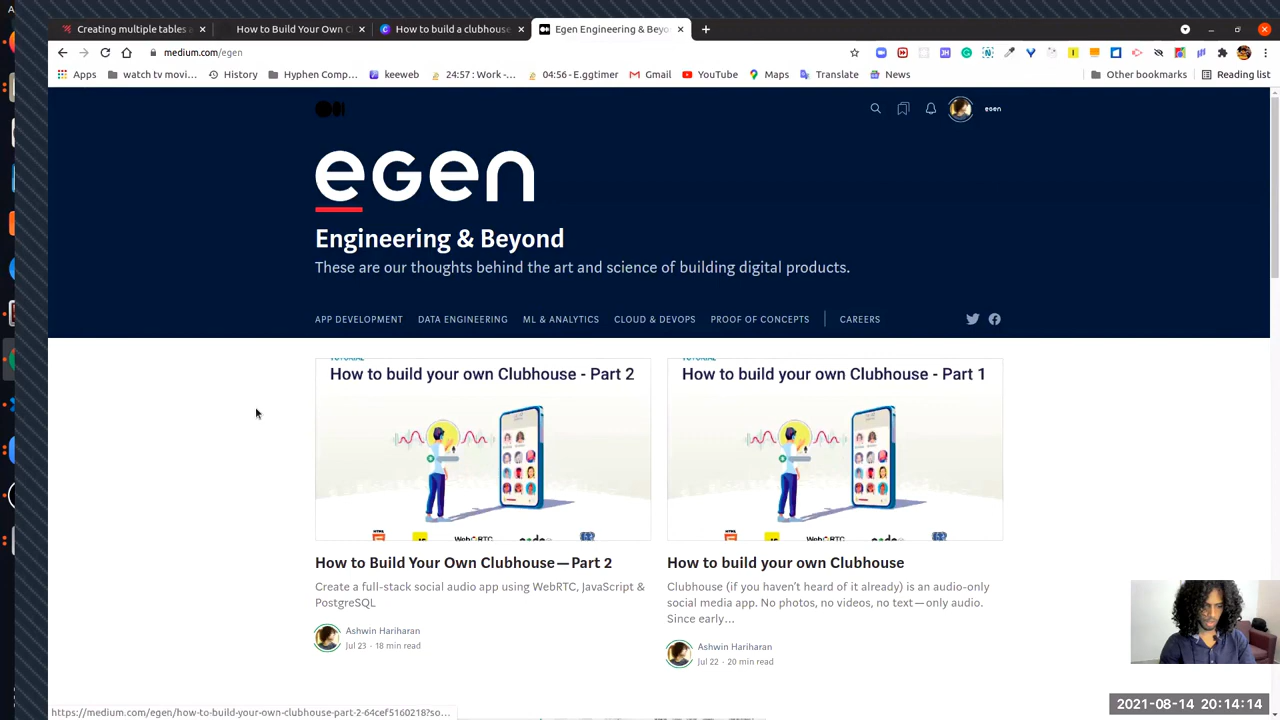 Creating multiple tables a
How to Build Your Own C
How to build a clubhouse
Egen Engineering & Beyo
medium.com/egen
Apps
watch tv movi...
History
Hyphen Comp...
keeweb
24:57 : Work -...
04:56 - E.ggtimer
Gmail
YouTube
Maps
Translate
News
Other bookmarks
Reading list
egen
egen
Engineering & Beyond
These are our thoughts behind the art and science of building digital products.
APP DEVELOPMENT
DATA ENGINEERING
ML & ANALYTICS
CLOUD & DEVOPS
PROOF OF CONCEPTS
CAREERS
TUTORIAL
How to build your own Clubhouse - Part 2
HTML
JS
WebRTC
How to Build Your Own Clubhouse — Part 2
Create a full-stack social audio app using WebRTC, JavaScript &
PostgreSQL
Ashwin Hariharan
Jul 23 · 18 min read
TUTORIAL
How to build your own Clubhouse - Part 1
HTML
JS
WebRTC
How to build your own Clubhouse
Clubhouse (if you haven't heard of it already) is an audio-only
social media app. No photos, no videos, no text — only audio.
Since early...
Ashwin Hariharan
Jul 22 · 20 min read
https://medium.com/egen/how-to-build-your-own-clubhouse-part-2-64cef5160218?so...
2021-08-14 20:14:14